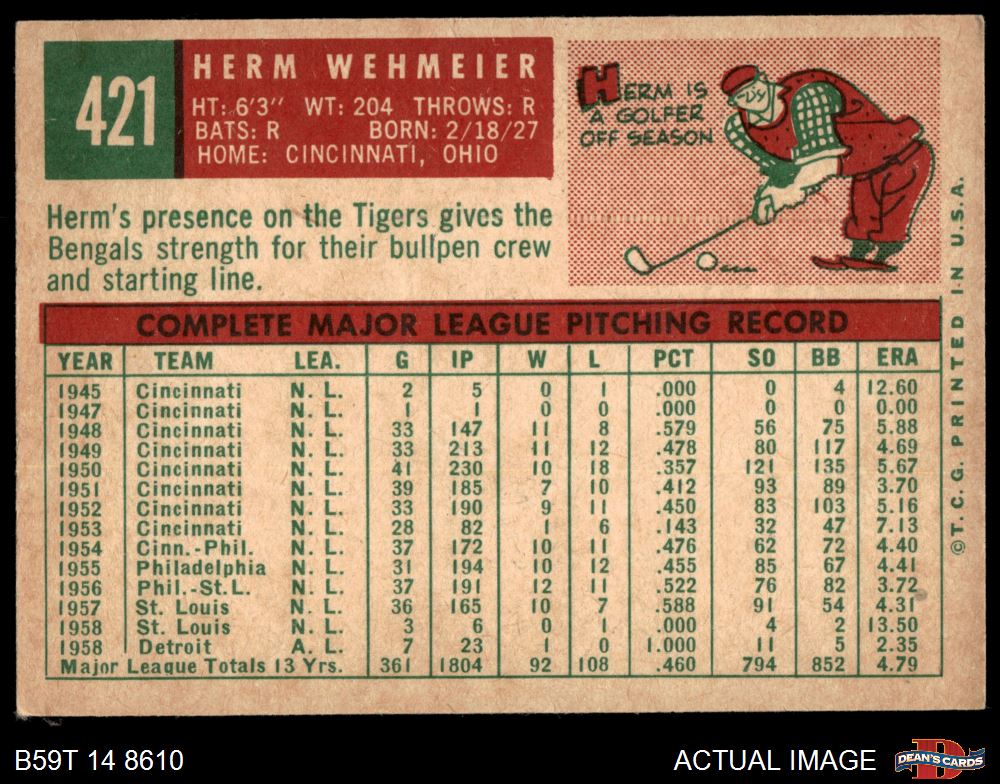 421
HERM WEHMEIER
HT: 6'3" WT: 204 THROWS: R
BATS: R BORN: 2/18/27
HOME: CINCINNATI, OHIO
HERM IS
A GOLFER
OFF SEASON
Herm's presence on the Tigers gives the
Bengals strength for their bullpen crew
and starting line.
COMPLETE MAJOR LEAGUE PITCHING RECORD
YEAR TEAM LEA. G IP W L PCT SO BB ERA
1945 Cincinnati N. L. 2 5 0 1 .000 0 4 12.60
1947 Cincinnati N. L. 1 1 0 0 .000 0 0 0.00
1948 Cincinnati N. L. 33 147 11 8 .579 56 75 5.88
1949 Cincinnati N. L. 33 213 11 12 .478 80 117 4.69
1950 Cincinnati N. L. 41 230 10 18 .357 121 135 5.67
1951 Cincinnati N. L. 39 185 7 10 .412 93 89 3.70
1952 Cincinnati N. L. 33 190 9 11 .450 83 103 5.16
1953 Cincinnati N. L. 28 82 1 6 .143 32 47 7.13
1954 Cinn.-Phil. N. L. 37 172 10 11 .476 62 72 4.40
1955 Philadelphia N. L. 31 194 10 12 .455 85 67 4.41
1956 Phil.-St.L. N. L. 37 191 12 11 .522 76 82 3.72
1957 St. Louis N. L. 36 165 10 7 .588 91 54 4.31
1958 St. Louis N. L. 3 6 0 1 .000 4 2 13.50
1958 Detroit A. L. 7 23 1 0 1.000 11 5 2.35
Major League Totals 13 Yrs. 361 1804 92 108 .460 794 852 4.79
©T.C.G. PRINTED IN U.S.A.
B59T 14 8610
ACTUAL IMAGE
DEAN'S CARDS